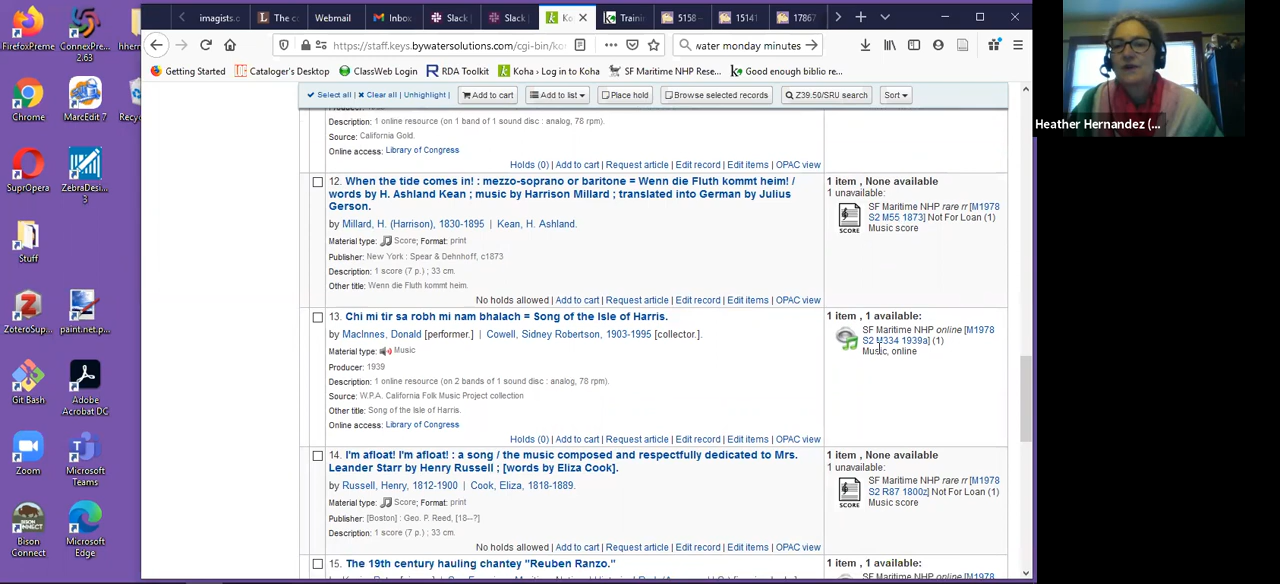 imagists.c
The cc
Webmail
Inbo
Slack
Slack
Ko
Traini
5158-
15141
17867
https://staff.keys.bywatersolutions.com/cgi-bin/ko
water monday minutes
Getting Started
Cataloger's Desktop
ClassWeb Login
RDA Toolkit
Koha › Log in to Koha
SF Maritime NHP Rese...
Good enough biblio re...
FirefoxPreme
ConnexPre... 2.63
hhern
Chrome
MarcEdit 7
Recyc
SuprOpera
ZebraDesi... 3
Stuff
ZoteroSup...
paint.net.p...
Git Bash
Adobe Acrobat DC
Zoom
Microsoft Teams
Bison Connect
Microsoft Edge
Heather Hernandez (...
Select all | Clear all | Unhighlight |
Add to cart
Add to list
Place hold
Browse selected records
Z39.50/SRU search
Sort
Description: 1 online resource (on 1 band of 1 sound disc : analog, 78 rpm).
Source: California Gold.
Online access: Library of Congress
Holds (0) | Add to cart | Request article | Edit record | Edit items | OPAC view
12. When the tide comes in! : mezzo-soprano or baritone = Wenn die Fluth kommt heim! /
words by H. Ashland Kean ; music by Harrison Millard ; translated into German by Julius
Gerson.
by Millard, H. (Harrison), 1830-1895 | Kean, H. Ashland.
Material type: Score; Format: print
Publisher: New York : Spear & Dehnhoff, c1873
Description: 1 score (7 p.) ; 33 cm.
Other title: Wenn die Fluth kommt heim.
No holds allowed | Add to cart | Request article | Edit record | Edit items | OPAC view
1 item , None available
1 unavailable:
SF Maritime NHP rare rr [M1978
S2 M55 1873] Not For Loan (1)
Music score
SCORE
13. Chi mi tir sa robh mi nam bhalach = Song of the Isle of Harris.
by MacInnes, Donald [performer.] | Cowell, Sidney Robertson, 1903-1995 [collector.].
Material type: Music
Producer: 1939
Description: 1 online resource (on 2 bands of 1 sound disc : analog, 78 rpm).
Source: W.P.A. California Folk Music Project collection
Other title: Song of the Isle of Harris.
Online access: Library of Congress
Holds (0) | Add to cart | Request article | Edit record | Edit items | OPAC view
1 item , 1 available:
SF Maritime NHP online [M1978
S2 M334 1939a] (1)
Music, online
14. I'm afloat! I'm afloat! : a song / the music composed and respectfully dedicated to Mrs.
Leander Starr by Henry Russell ; [words by Eliza Cook].
by Russell, Henry, 1812-1900 | Cook, Eliza, 1818-1889.
Material type: Score; Format: print
Publisher: [Boston] : Geo. P. Reed, [18--?]
Description: 1 score (7 p.) ; 33 cm.
No holds allowed | Add to cart | Request article | Edit record | Edit items | OPAC view
1 item , None available
1 unavailable:
SF Maritime NHP rare rr [M1978
S2 R87 1800z] Not For Loan (1)
Music score
SCORE
15. The 19th century hauling chantey "Reuben Ranzo."
1 item , 1 available:
SF Maritime NHP online [M1978